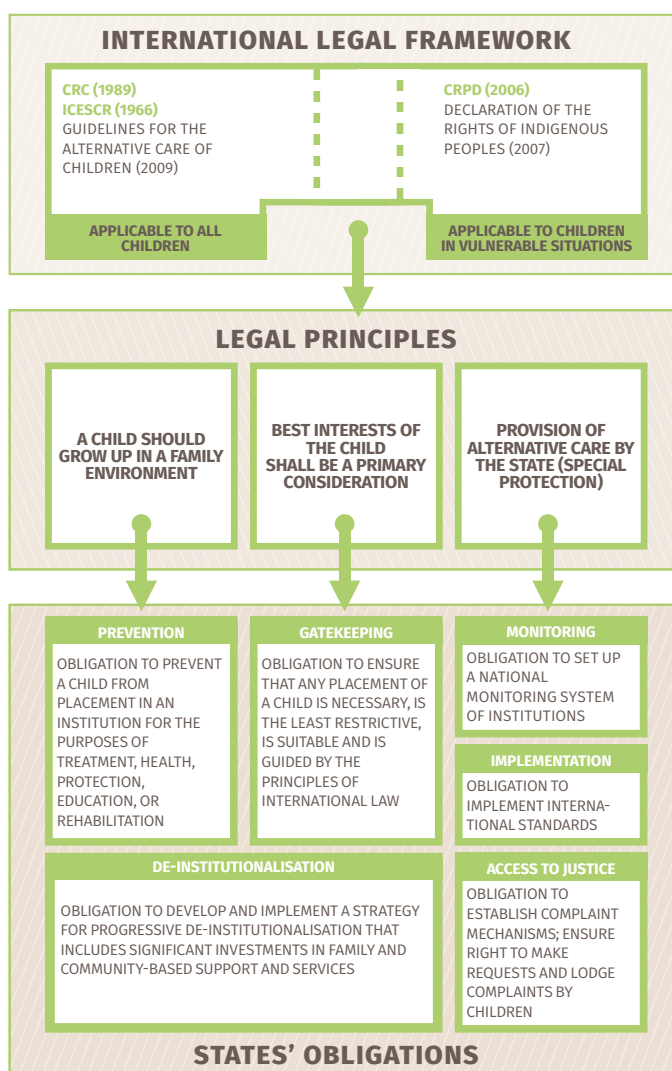 INTERNATIONAL LEGAL FRAMEWORK
CRC (1989)
ICESCR (1966)
GUIDELINES FOR THE
ALTERNATIVE CARE OF
CHILDREN (2009)
CRPD (2006)
DECLARATION OF THE
RIGHTS OF INDIGENOUS
PEOPLES (2007)
APPLICABLE TO ALL
CHILDREN
APPLICABLE TO CHILDREN
IN VULNERABLE SITUATIONS
LEGAL PRINCIPLES
A CHILD SHOULD
GROW UP IN A FAMILY
ENVIRONMENT
BEST INTERESTS OF
THE CHILD
SHALL BE A PRIMARY
CONSIDERATION
PROVISION OF
ALTERNATIVE CARE BY
THE STATE (SPECIAL
PROTECTION)
PREVENTION
OBLIGATION TO PREVENT
A CHILD FROM
PLACEMENT IN AN
INSTITUTION FOR THE
PURPOSES OF
TREATMENT, HEALTH,
PROTECTION,
EDUCATION, OR
REHABILITATION
GATEKEEPING
OBLIGATION TO ENSURE
THAT ANY PLACEMENT OF
A CHILD IS NECESSARY, IS
THE LEAST RESTRICTIVE,
IS SUITABLE AND IS
GUIDED BY THE
PRINCIPLES OF
INTERNATIONAL LAW
MONITORING
OBLIGATION TO SET UP
A NATIONAL
MONITORING SYSTEM
OF INSTITUTIONS
IMPLEMENTATION
OBLIGATION TO
IMPLEMENT INTERNA-
TIONAL STANDARDS
DE-INSTITUTIONALISATION
OBLIGATION TO DEVELOP AND IMPLEMENT A STRATEGY
FOR PROGRESSIVE DE-INSTITUTIONALISATION THAT
INCLUDES SIGNIFICANT INVESTMENTS IN FAMILY AND
COMMUNITY-BASED SUPPORT AND SERVICES
ACCESS TO JUSTICE
OBLIGATION TO
ESTABLISH COMPLAINT
MECHANISMS; ENSURE
RIGHT TO MAKE
REQUESTS AND LODGE
COMPLAINTS BY
CHILDREN
STATES' OBLIGATIONS